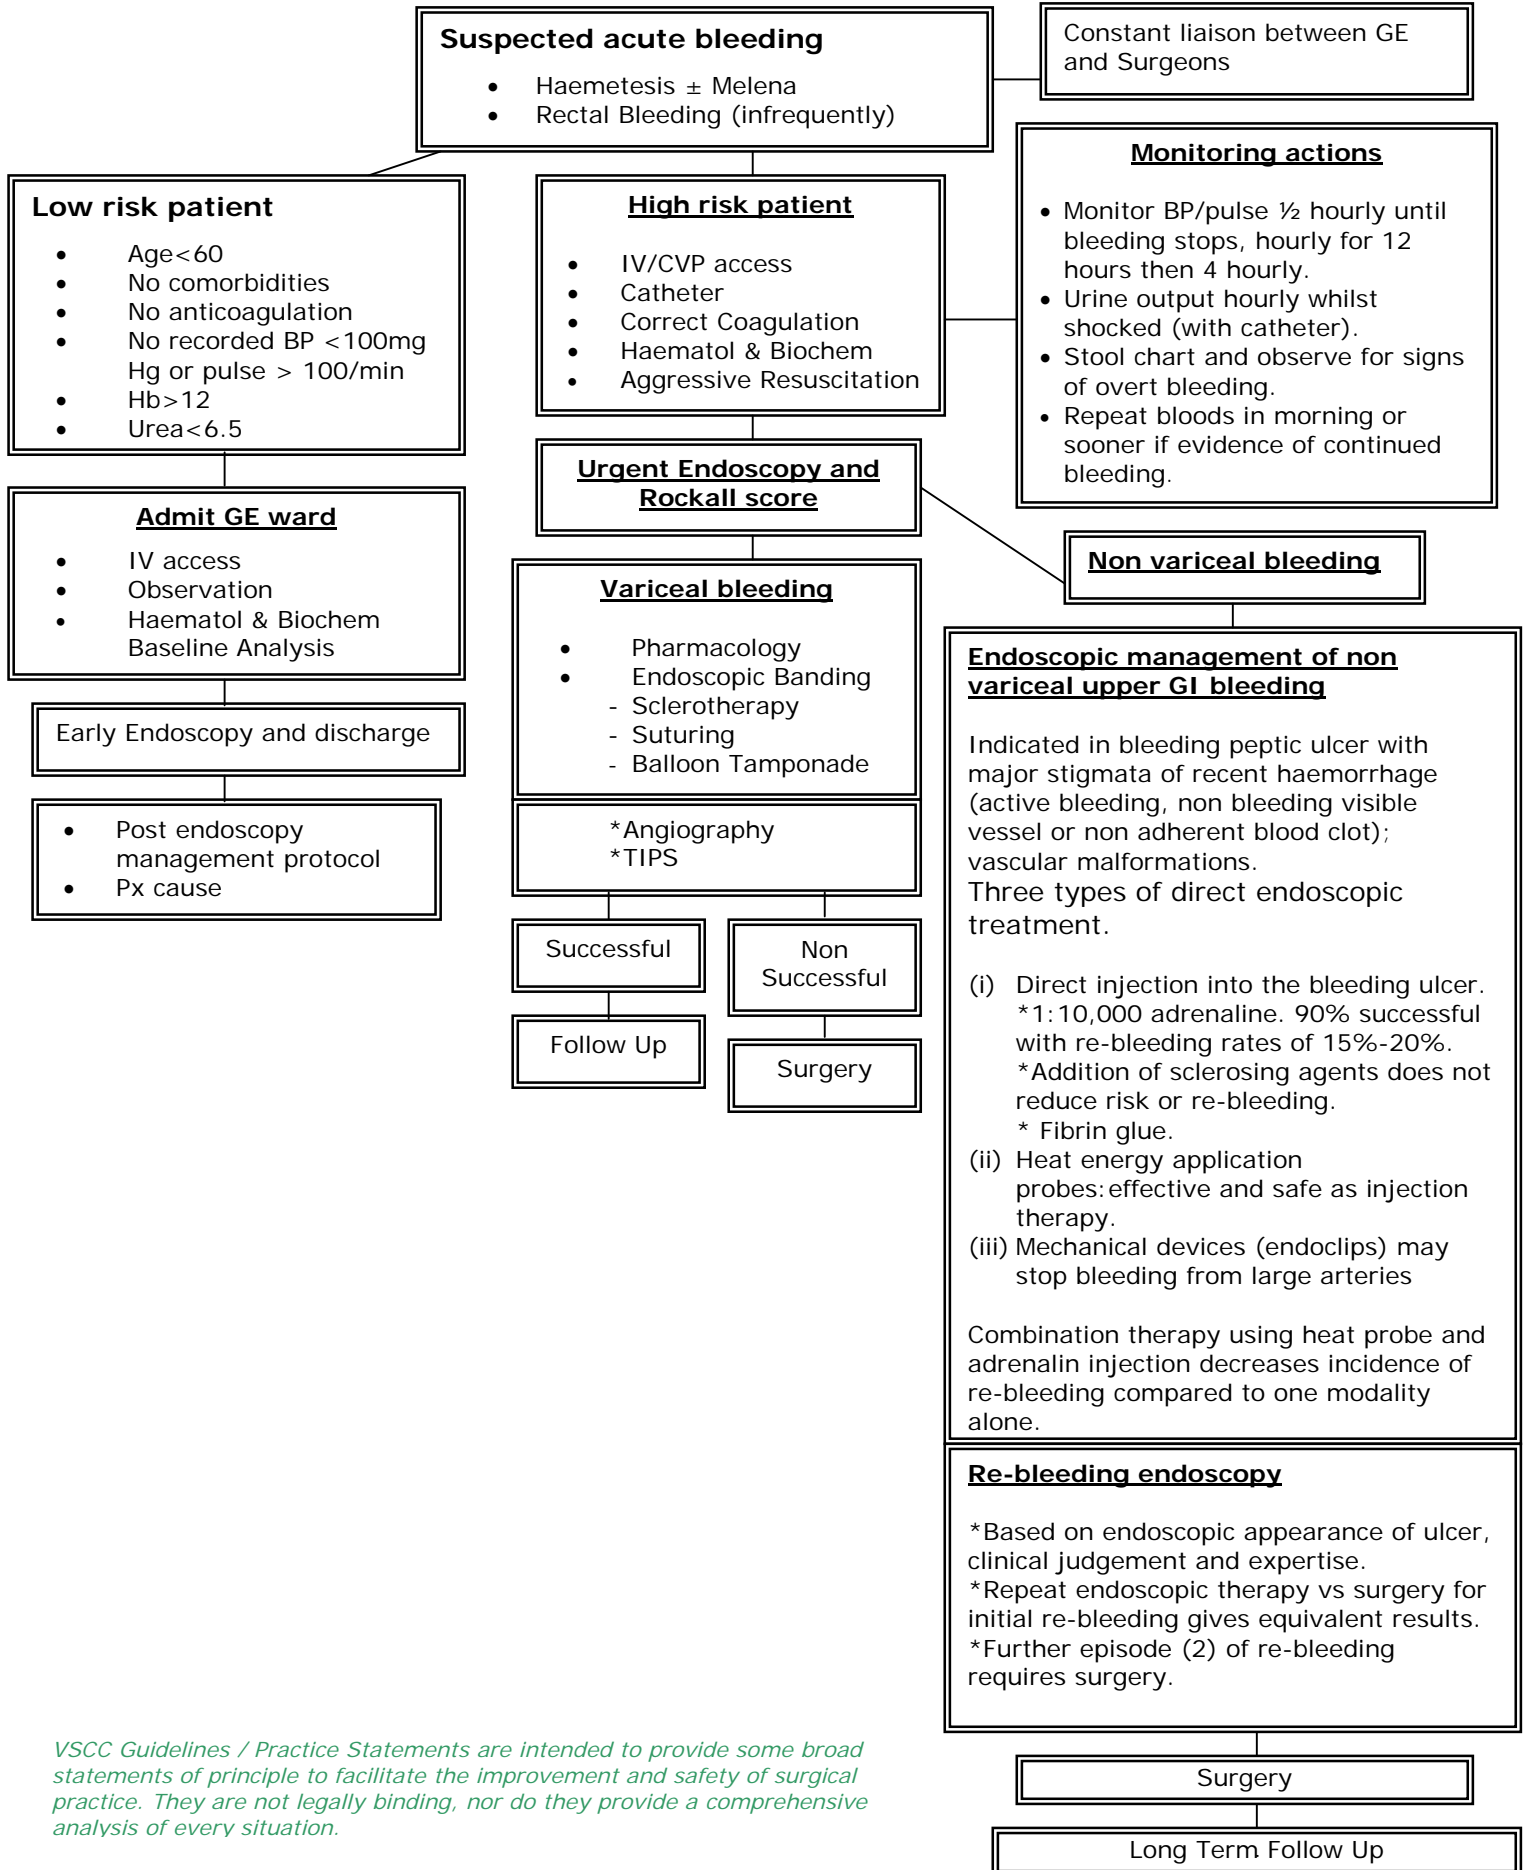 Suspected acute bleeding
• Haemetesis ± Melena
• Rectal Bleeding (infrequently)
Constant liaison between GE
and Surgeons
Monitoring actions
• Monitor BP/pulse ½ hourly until
bleeding stops, hourly for 12
hours then 4 hourly.
• Urine output hourly whilst
shocked (with catheter).
• Stool chart and observe for signs
of overt bleeding.
• Repeat bloods in morning or
sooner if evidence of continued
bleeding.
Low risk patient
• Age<60
• No comorbidities
• No anticoagulation
• No recorded BP <100mg
Hg or pulse > 100/min
• Hb>12
• Urea<6.5
High risk patient
• IV/CVP access
• Catheter
• Correct Coagulation
• Haematol & Biochem
• Aggressive Resuscitation
Admit GE ward
• IV access
• Observation
• Haematol & Biochem
Baseline Analysis
Early Endoscopy and discharge
• Post endoscopy
management protocol
• Px cause
Urgent Endoscopy and
Rockall score
Variceal bleeding
• Pharmacology
• Endoscopic Banding
- Sclerotherapy
- Suturing
- Balloon Tamponade
*Angiography
*TIPS
Successful
Follow Up
Non
Successful
Surgery
Non variceal bleeding
Endoscopic management of non
variceal upper GI bleeding
Indicated in bleeding peptic ulcer with
major stigmata of recent haemorrhage
(active bleeding, non bleeding visible
vessel or non adherent blood clot);
vascular malformations.
Three types of direct endoscopic
treatment.
(i) Direct injection into the bleeding ulcer.
*1:10,000 adrenaline. 90% successful
with re-bleeding rates of 15%-20%.
*Addition of sclerosing agents does not
reduce risk or re-bleeding.
* Fibrin glue.
(ii) Heat energy application
probes:effective and safe as injection
therapy.
(iii) Mechanical devices (endoclips) may
stop bleeding from large arteries
Combination therapy using heat probe and
adrenalin injection decreases incidence of
re-bleeding compared to one modality
alone.
Re-bleeding endoscopy
*Based on endoscopic appearance of ulcer,
clinical judgement and expertise.
*Repeat endoscopic therapy vs surgery for
initial re-bleeding gives equivalent results.
*Further episode (2) of re-bleeding
requires surgery.
Surgery
Long Term Follow Up
VSCC Guidelines / Practice Statements are intended to provide some broad
statements of principle to facilitate the improvement and safety of surgical
practice. They are not legally binding, nor do they provide a comprehensive
analysis of every situation.